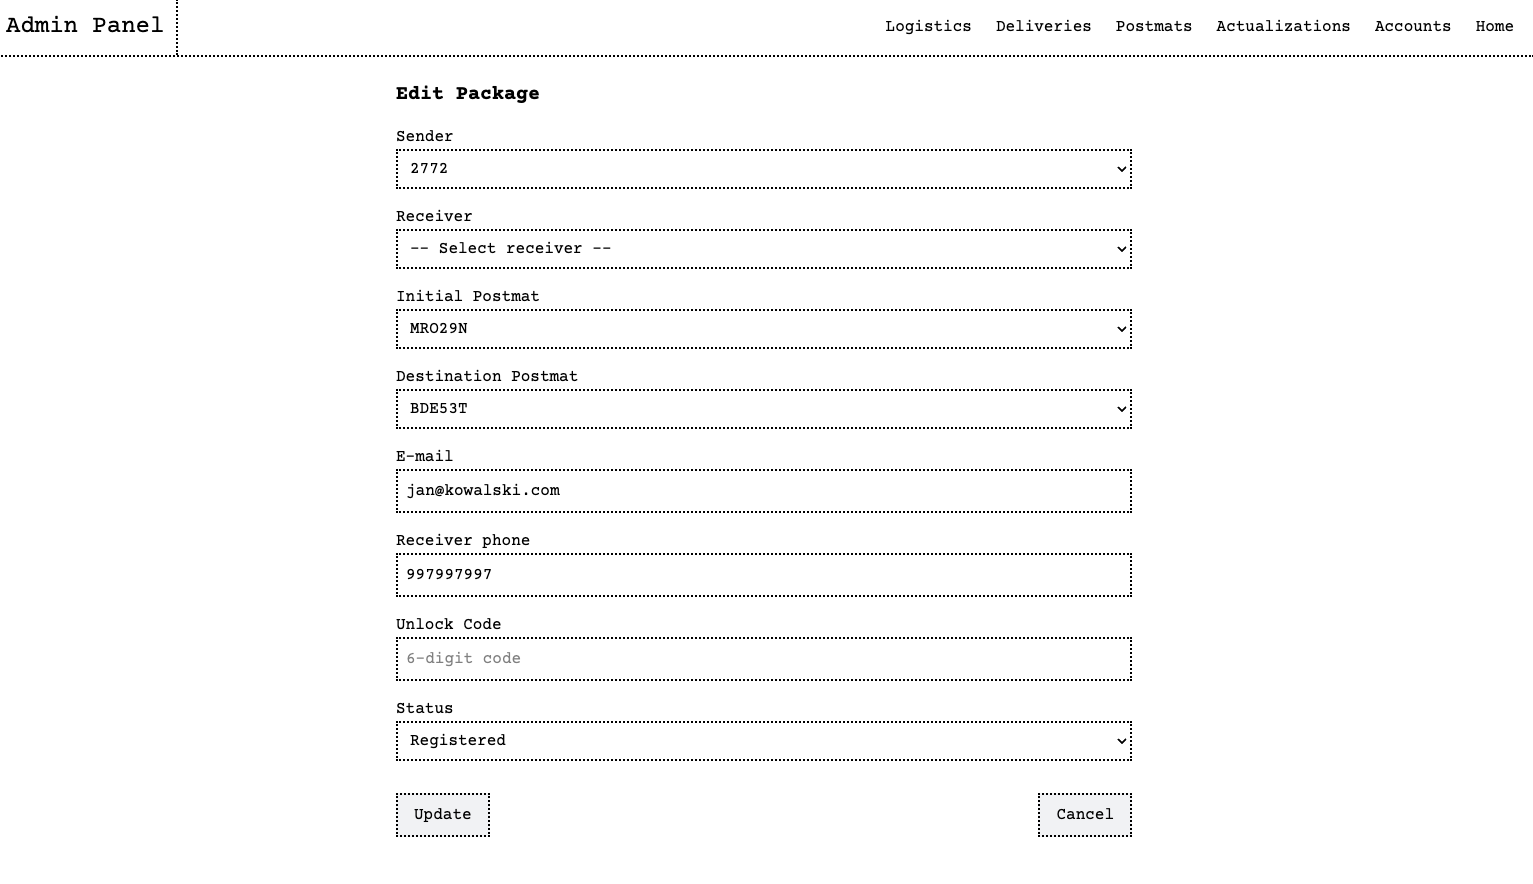 Admin Panel
Logistics Deliveries Postmats Actualizations Accounts Home
Edit Package
Sender
2772
Receiver
-- Select receiver --
Initial Postmat
MRO29N
Destination Postmat
BDE53T
E-mail
jan@kowalski.com
Receiver phone
997997997
Unlock Code
6-digit code
Status
Registered
Update
Cancel